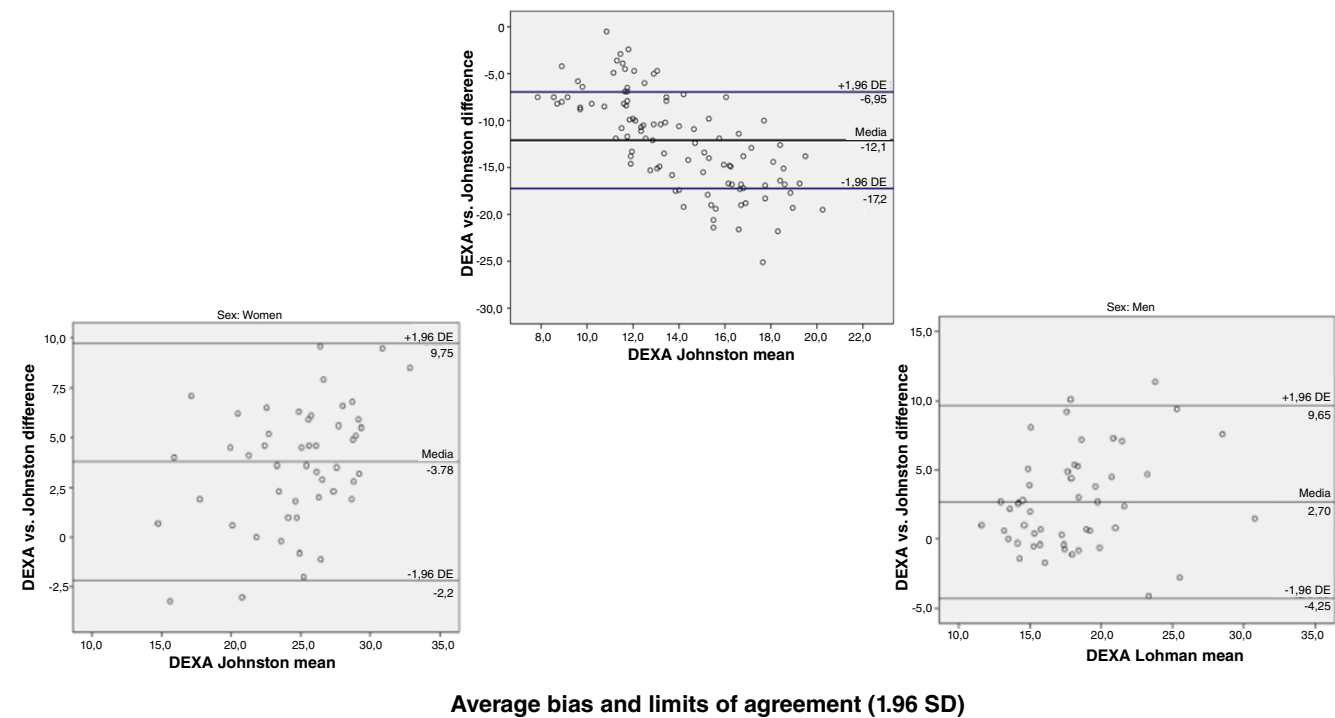 0
-5,0
-10,0
-15,0
-20,0
-25,0
-30,0
DEXA vs. Johnston difference
+1,96 DE
-6,95
Media
-12,1
-1,96 DE
-17,2
8,0 10,0 12,0 14,0 16,0 18,0 20,0 22,0
DEXA Johnston mean
Sex: Women
10,0
7,5
5,0
2,5
0
-2,5
DEXA vs. Johnston difference
+1,96 DE
9,75
Media
-3.78
-1,96 DE
-2,2
10,0 15,0 20,0 25,0 30,0 35,0
DEXA Johnston mean
Sex: Men
15,0
10,0
5,0
0
-5,0
DEXA vs. Johnston difference
+1,96 DE
9,65
Media
2,70
-1,96 DE
-4,25
10,0 15,0 20,0 25,0 30,0 35,0
DEXA Lohman mean
Average bias and limits of agreement (1.96 SD)